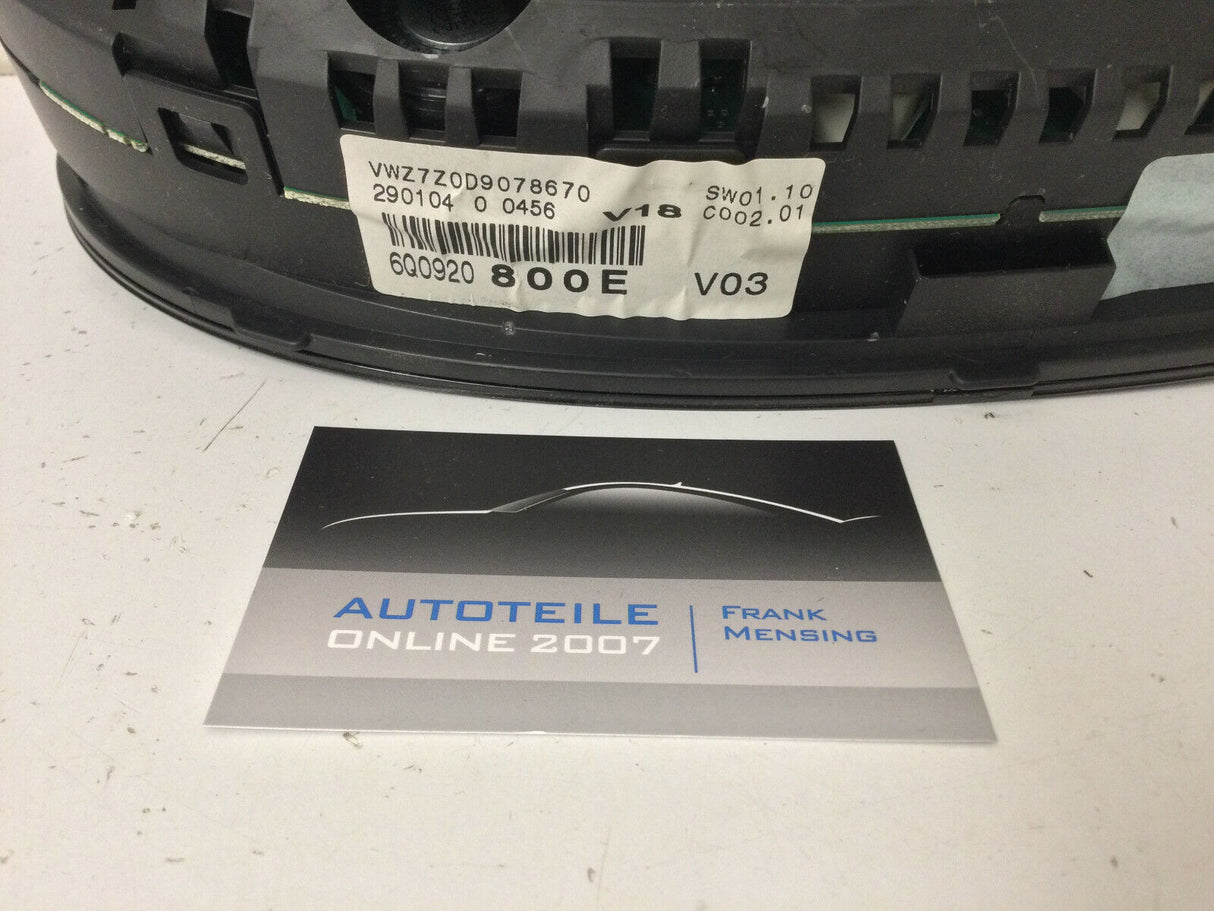 VWZ7Z0D9078670
290104 0 0456 V18
SW01.10
C002.01
6Q0920 800E V03
AUTOTEILE
ONLINE 2007
FRANK
MENSING